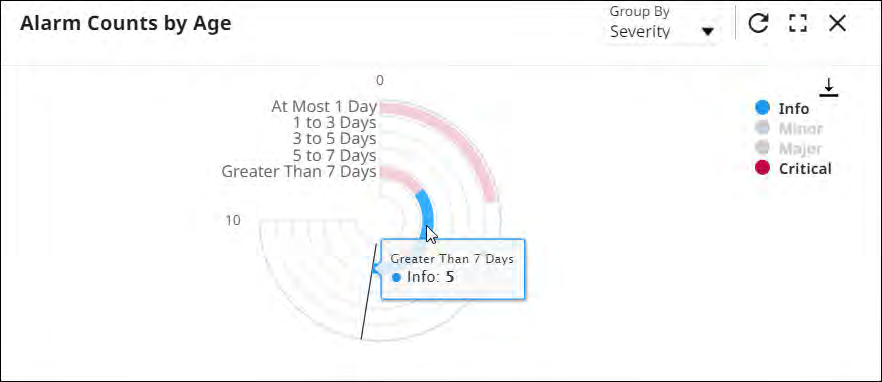 Alarm Counts by Age
Group By
Severity
0
At Most 1 Day
1 to 3 Days
3 to 5 Days
5 to 7 Days
Greater Than 7 Days
10
Greater Than 7 Days
Info: 5
Info
Minor
Major
Critical